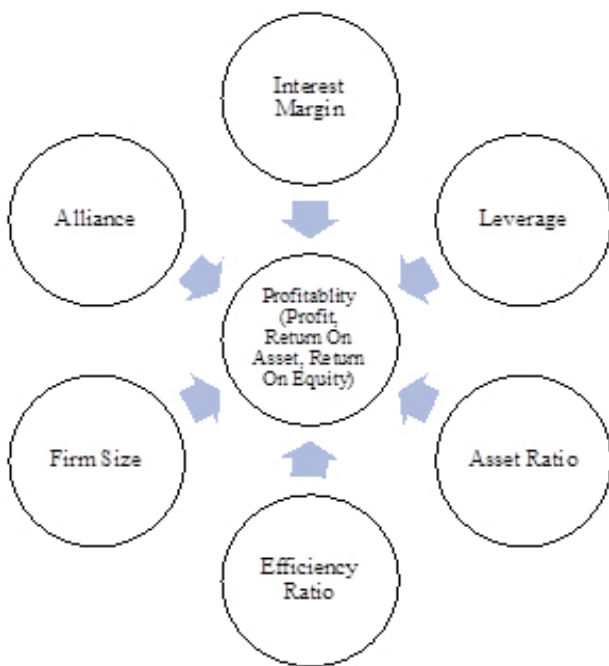 Interest
Margin
Alliance
Leverage
Profitablity
(Profit,
Return On
Asset, Return
On Equity)
Firm Size
Asset Ratio
Efficiency
Ratio